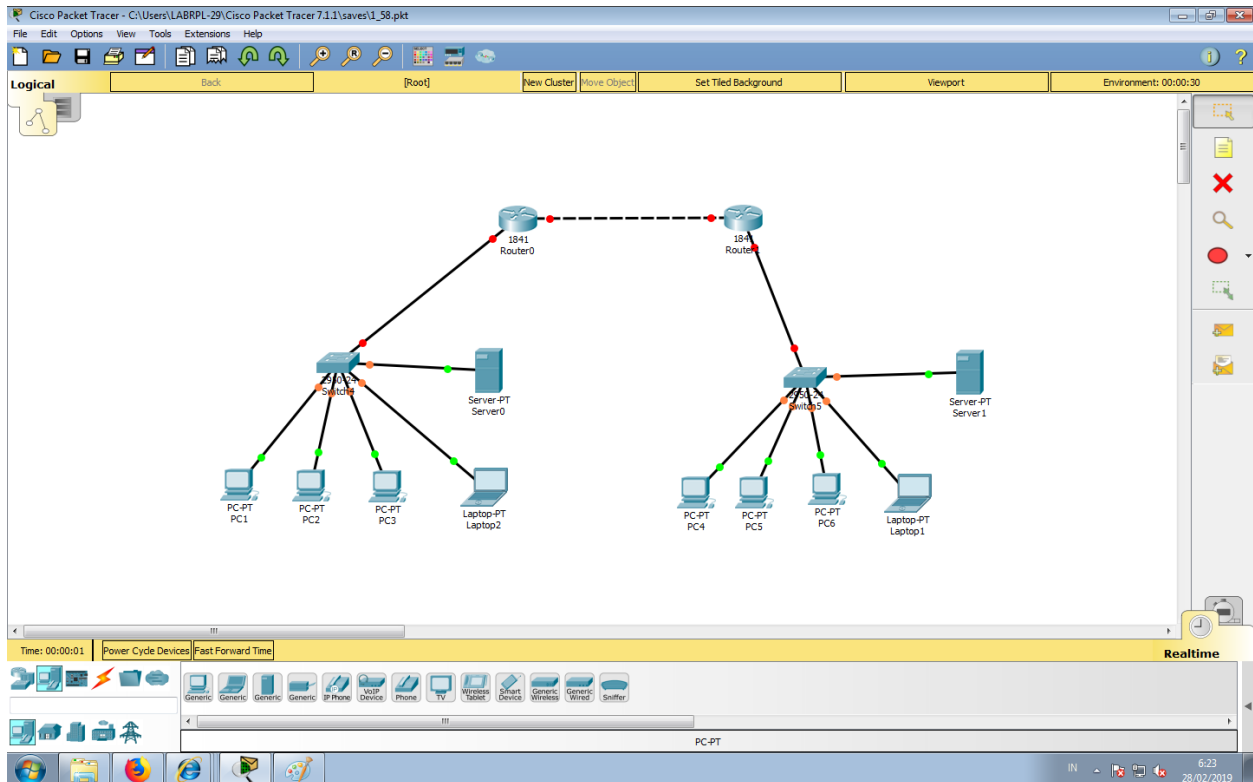 Cisco Packet Tracer - C:\Users\LABRPL-29\Cisco Packet Tracer 7.1.1\saves\1_58.pkt
File Edit Options View Tools Extensions Help
Logical Back [Root] New Cluster Move Object Set Tiled Background Viewport Environment: 00:00:30
1841
Router0
1841
Router1
2950-24
Switch4
Server-PT
Server0
2950-24
Switch5
Server-PT
Server1
PC-PT
PC1
PC-PT
PC2
PC-PT
PC3
Laptop-PT
Laptop2
PC-PT
PC4
PC-PT
PC5
PC-PT
PC6
Laptop-PT
Laptop1
Time: 00:00:01 Power Cycle Devices Fast Forward Time Realtime
Generic Generic Generic Generic IP Phone VoIP Device Phone TV Wireless Tablet Smart Device Generic Wireless Generic Wired Sniffer
PC-PT
IN 6:23
28/02/2019